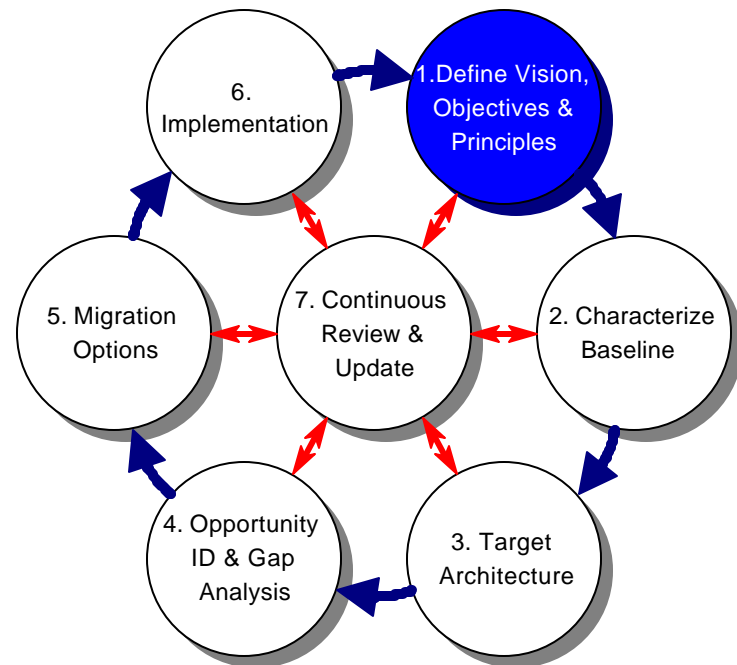 1.Define Vision,
Objectives &
Principles
2. Characterize
Baseline
3. Target
Architecture
4. Opportunity
ID & Gap
Analysis
5. Migration
Options
6.
Implementation
7. Continuous
Review &
Update